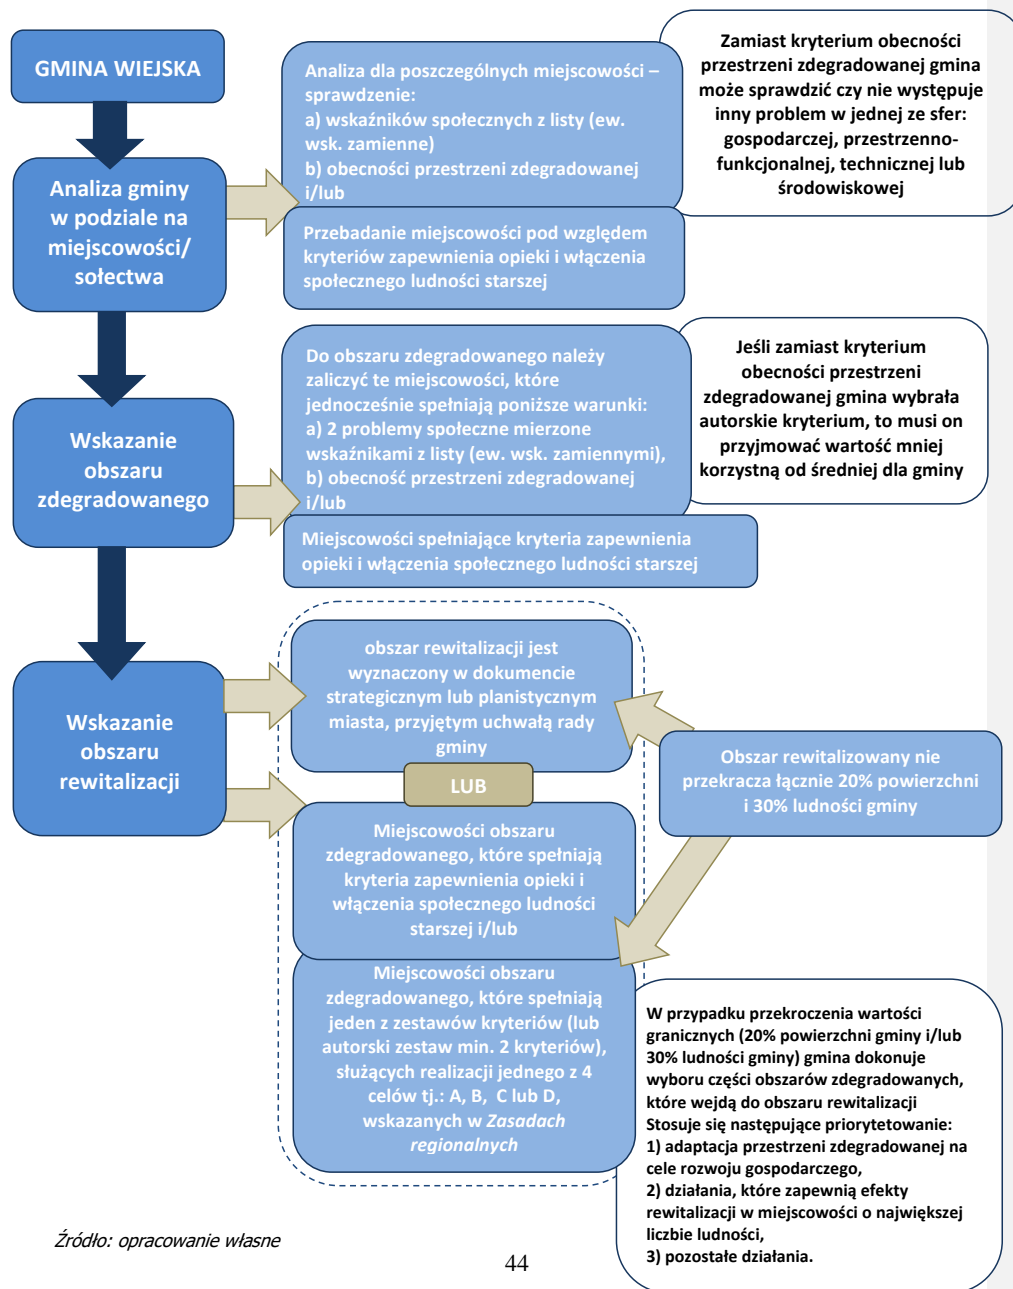 GMINA WIEJSKA
Analiza dla poszczególnych miejscowości –
sprawdzenie:
a) wskaźników społecznych z listy (ew.
wsk. zamienne)
b) obecności przestrzeni zdegradowanej
i/lub
Zamiast kryterium obecności
przestrzeni zdegradowanej gmina
może sprawdzić czy nie występuje
inny problem w jednej ze sfer:
gospodarczej, przestrzenno-
funkcjonalnej, technicznej lub
środowiskowej
Analiza gminy
w podziale na
miejscowości/
sołectwa
Przebadanie miejscowości pod względem
kryteriów zapewnienia opieki i włączenia
społecznego ludności starszej
Do obszaru zdegradowanego należy
zaliczyć te miejscowości, które
jednocześnie spełniają poniższe warunki:
a) 2 problemy społeczne mierzone
wskaźnikami z listy (ew. wsk. zamiennymi),
b) obecność przestrzeni zdegradowanej
i/lub
Jeśli zamiast kryterium
obecności przestrzeni
zdegradowanej gmina wybrała
autorskie kryterium, to musi on
przyjmować wartość mniej
korzystną od średniej dla gminy
Wskazanie
obszaru
zdegradowanego
Miejscowości spełniające kryteria zapewnienia
opieki i włączenia społecznego ludności starszej
obszar rewitalizacji jest
wyznaczony w dokumencie
strategicznym lub planistycznym
miasta, przyjętym uchwałą rady
gminy
Wskazanie
obszaru
rewitalizacji
LUB
Obszar rewitalizowany nie
przekracza łącznie 20% powierzchni
i 30% ludności gminy
Miejscowości obszaru
zdegradowanego, które spełniają
kryteria zapewnienia opieki i
włączenia społecznego ludności
starszej i/lub
Miejscowości obszaru
zdegradowanego, które spełniają
jeden z zestawów kryteriów (lub
autorski zestaw min. 2 kryteriów),
służących realizacji jednego z 4
celów tj.: A, B, C lub D,
wskazanych w Zasadach
regionalnych
W przypadku przekroczenia wartości
granicznych (20% powierzchni gminy i/lub
30% ludności gminy) gmina dokonuje
wyboru części obszarów zdegradowanych,
które wejdą do obszaru rewitalizacji
Stosuje się następujące priorytetowanie:
1) adaptacja przestrzeni zdegradowanej na
cele rozwoju gospodarczego,
2) działania, które zapewnią efekty
rewitalizacji w miejscowości o największej
liczbie ludności,
3) pozostałe działania.
Źródło: opracowanie własne
44